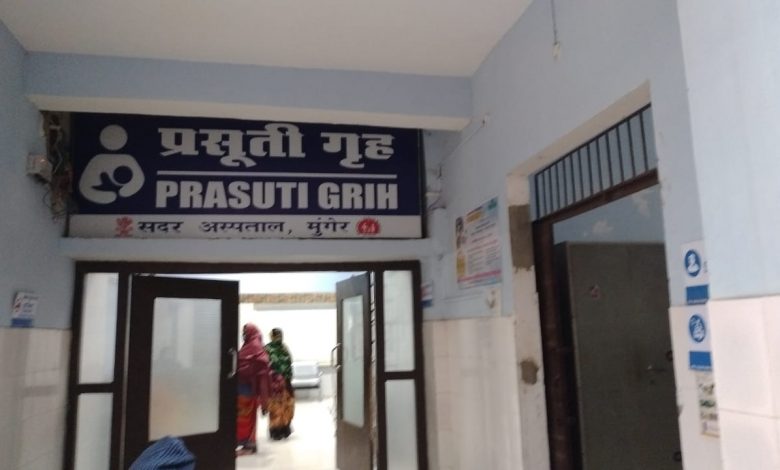 प्रसूती गृह
PRASUTI GRIH
सदर अस्पताल, मुंगेर